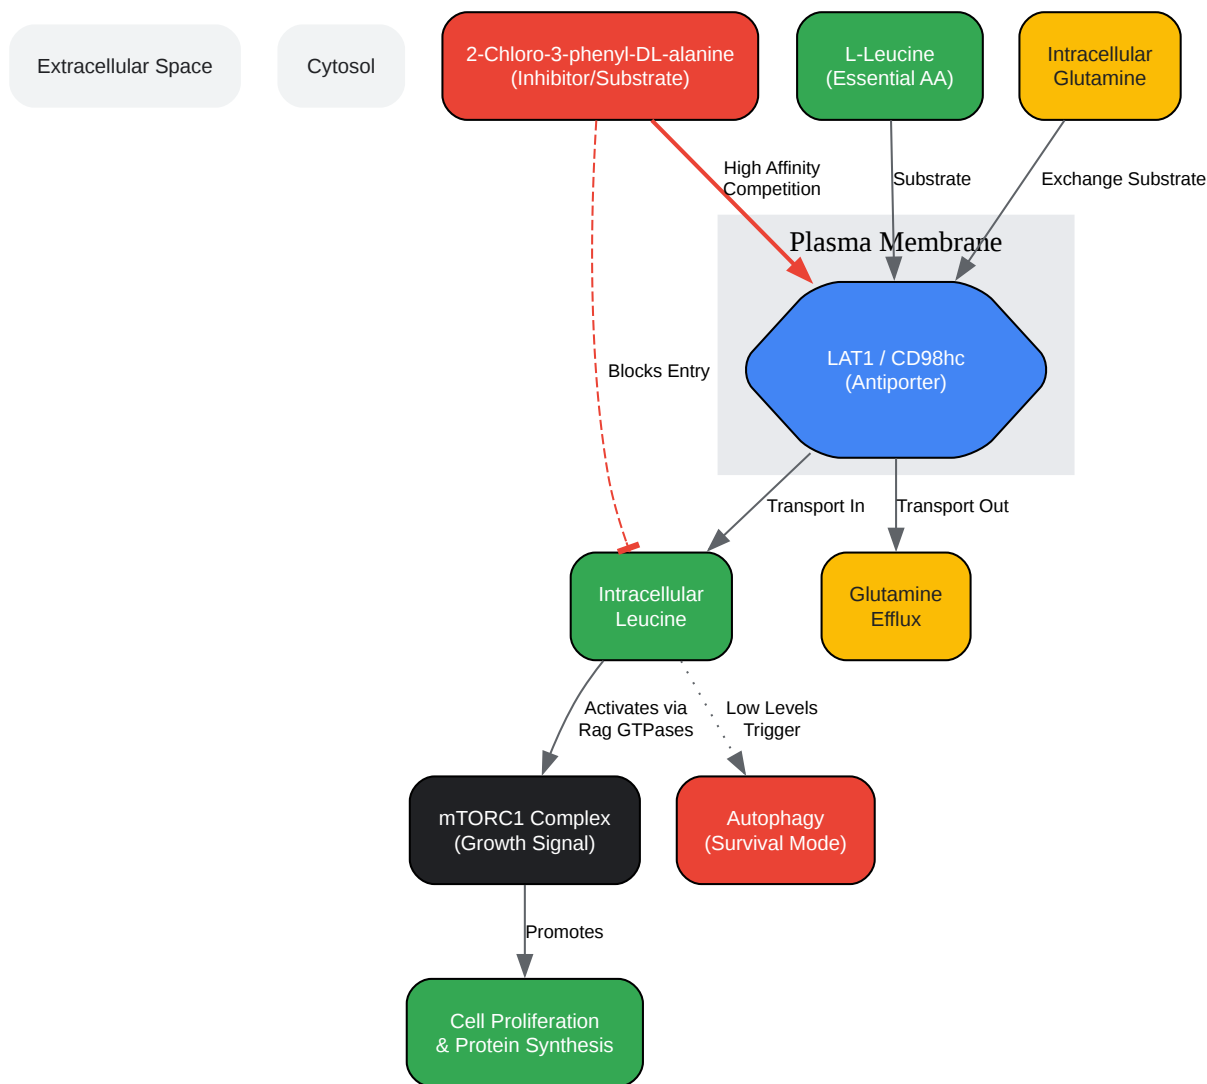 Extracellular Space
Cytosol
2-Chloro-3-phenyl-DL-alanine
(Inhibitor/Substrate)
L-Leucine
(Essential AA)
Intracellular
Glutamine
High Affinity
Competition
Substrate
Exchange Substrate
Plasma Membrane
LAT1 / CD98hc
(Antiporter)
Blocks Entry
Transport In
Transport Out
Intracellular
Leucine
Glutamine
Efflux
Activates via
Rag GTPases
Low Levels
Trigger
mTORC1 Complex
(Growth Signal)
Autophagy
(Survival Mode)
Promotes
Cell Proliferation
& Protein Synthesis